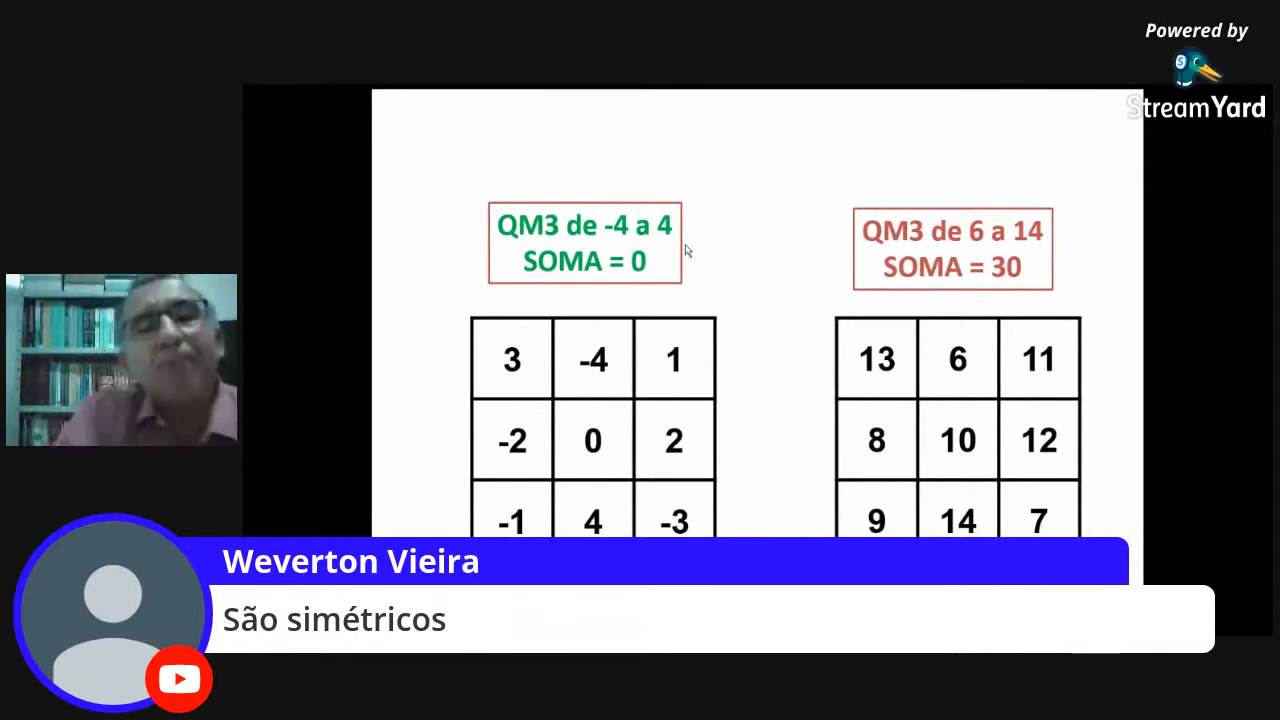 Powered by
StreamYard
QM3 de -4 a 4
SOMA = 0
QM3 de 6 a 14
SOMA = 30
3 -4 1
-2 0 2
-1 4 -3
13 6 11
8 10 12
9 14 7
Weverton Vieira
São simétricos